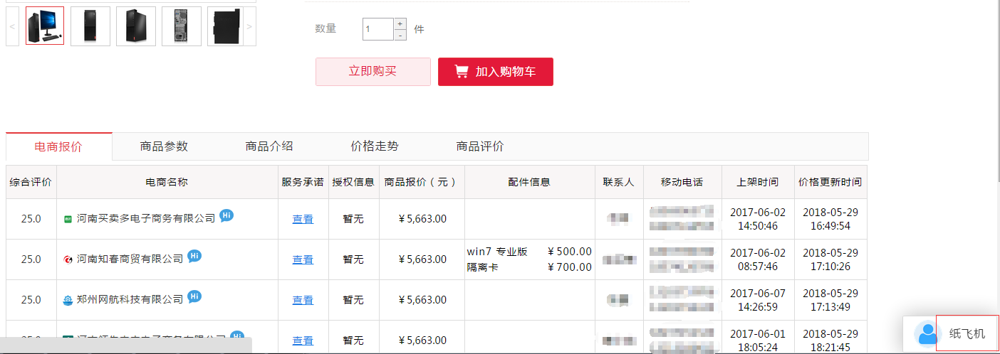 数量 1 + - 件
立即购买 加入购物车
电商报价 商品参数 商品介绍 价格走势 商品评价
综合评价 电商名称 服务承诺 授权信息 商品报价（元） 配件信息 联系人 移动电话 上架时间 价格更新时间
25.0 河南买卖多电子商务有限公司 Hi 查看 暂无 ¥5,663.00 2017-06-02 14:50:46 2018-05-29 16:49:54
25.0 河南知春商贸有限公司 Hi 查看 暂无 ¥5,663.00 win7 专业版 ¥500.00 隔离卡 ¥700.00 2017-06-02 08:57:46 2018-05-29 17:10:26
25.0 郑州网航科技有限公司 Hi 查看 暂无 ¥5,663.00 2017-06-07 14:26:59 2018-05-29 17:13:49
25.0 Hi 查看 暂无 ¥5,663.00 2017-06-01 18:05:24 2018-05-29 18:21:45
纸飞机